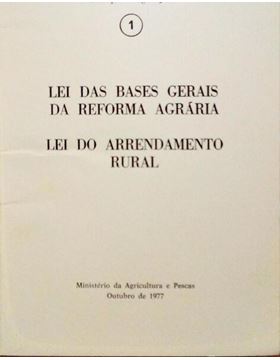 1
LEI DAS BASES GERAIS
DA REFORMA AGRÁRIA
LEI DO ARRENDAMENTO
RURAL
Ministério da Agricultura e Pescas
Outubro de 1977